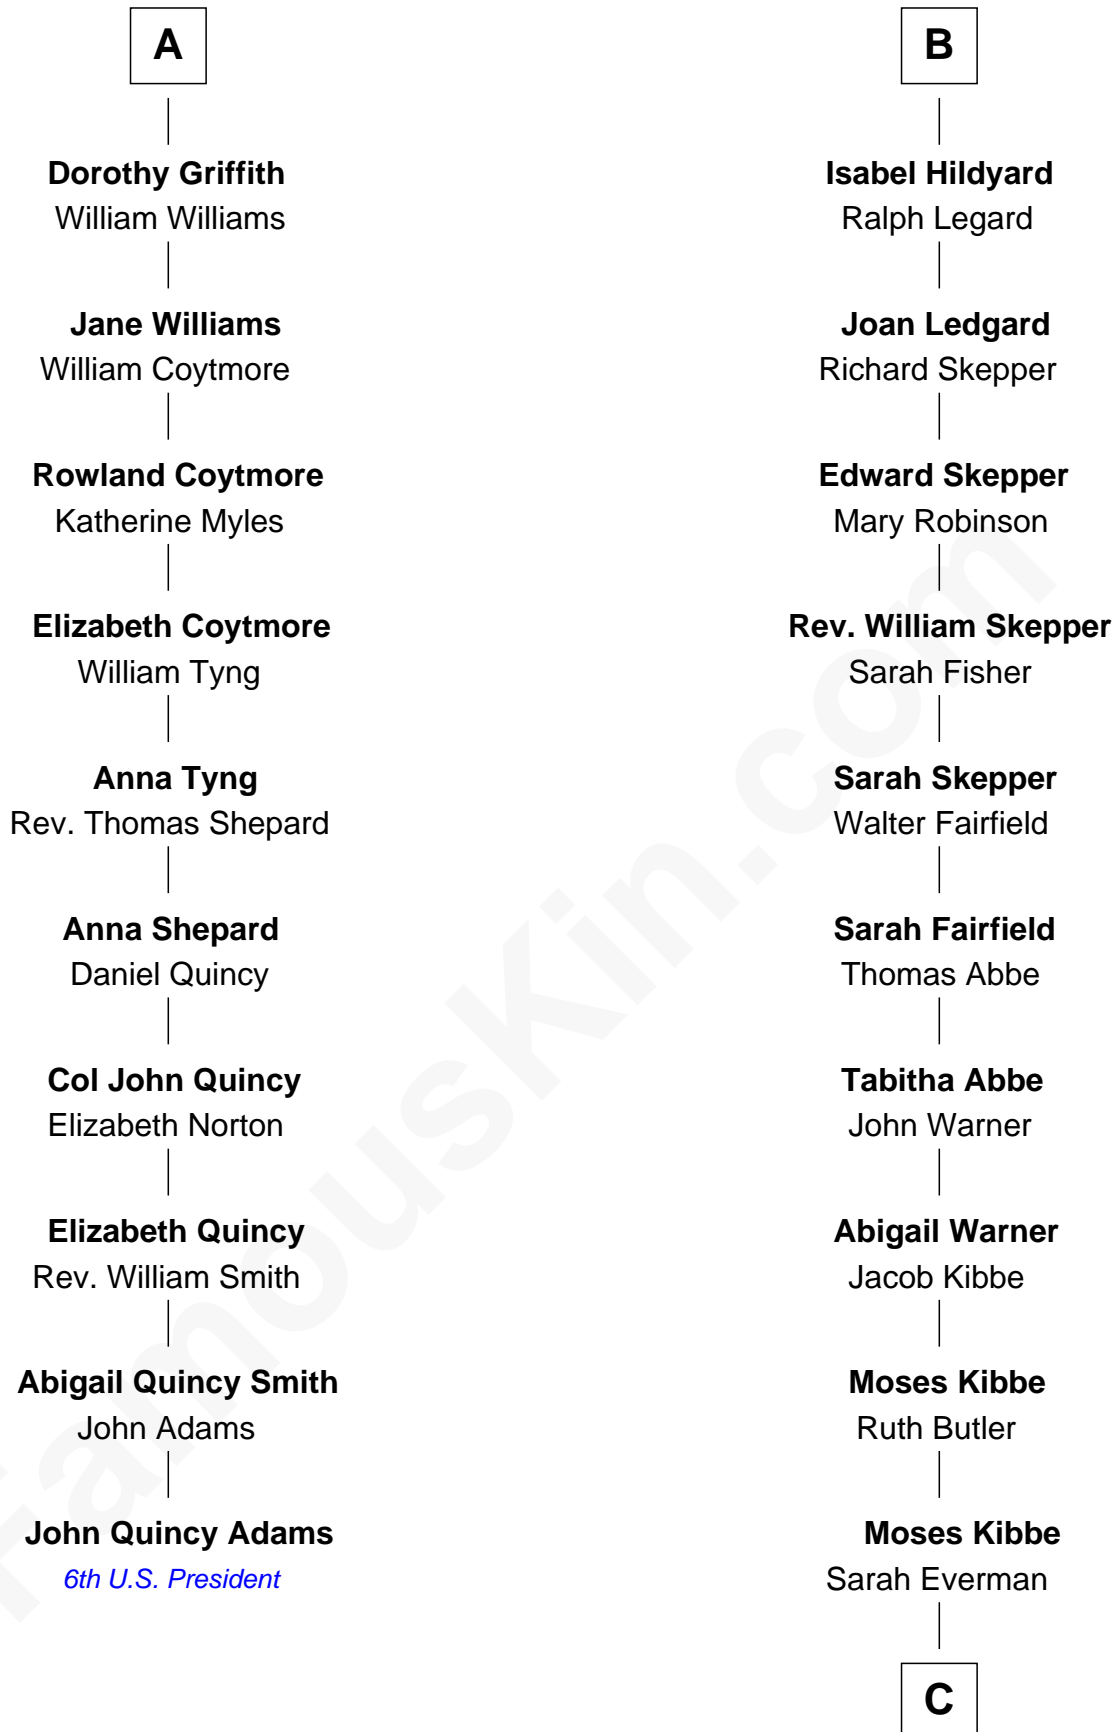 A
Dorothy Griffith
William Williams
Jane Williams
William Coytmore
Rowland Coytmore
Katherine Myles
Elizabeth Coytmore
William Tyng
Anna Tyng
Rev. Thomas Shepard
Anna Shepard
Daniel Quincy
Col John Quincy
Elizabeth Norton
Elizabeth Quincy
Rev. William Smith
Abigail Quincy Smith
John Adams
John Quincy Adams
6th U.S. President
B
Isabel Hildyard
Ralph Legard
Joan Ledgard
Richard Skepper
Edward Skepper
Mary Robinson
Rev. William Skepper
Sarah Fisher
Sarah Skepper
Walter Fairfield
Sarah Fairfield
Thomas Abbe
Tabitha Abbe
John Warner
Abigail Warner
Jacob Kibbe
Moses Kibbe
Ruth Butler
Moses Kibbe
Sarah Everman
C
FamousKin.com